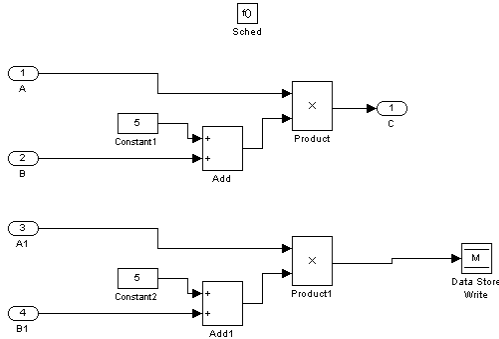 f()
Sched
1
A
5
Constant1
2
B
+
+
Add
×
Product
1
C
3
A1
5
Constant2
4
B1
+
+
Add1
×
Product1
M
Data Store
Write